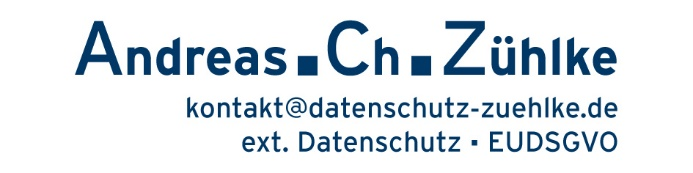 Andreas▪Ch▪Zühlke
kontakt@datenschutz-zuehlke.de
ext. Datenschutz ▪ EUDSGVO